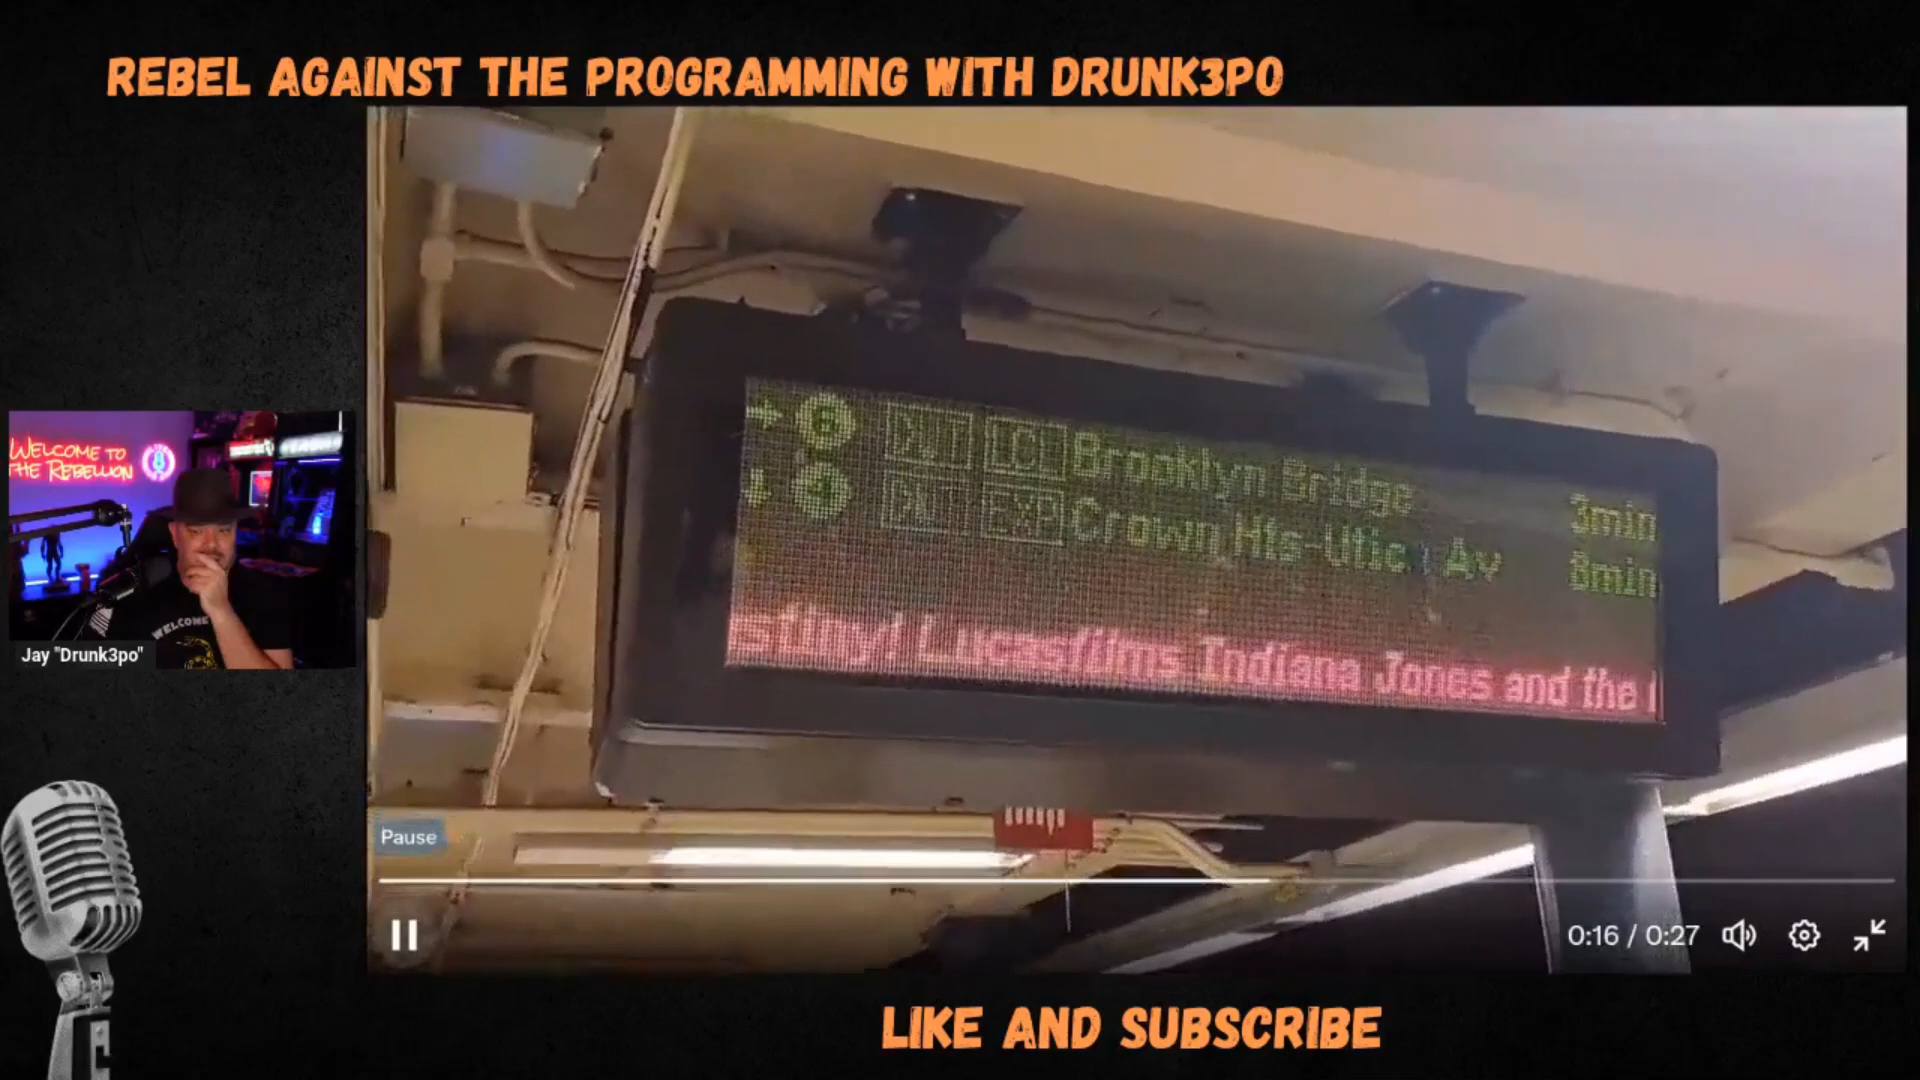 REBEL AGAINST THE PROGRAMMING WITH DRUNK3PO
6 LCL Brooklyn Bridge 3min
4 EXP Crown Hts-Utica Av 8min
Lucasfilms Indiana Jones and the
WELCOME TO
THE REBELLION
WELCOME
Jay "Drunk3po"
Pause
0:16 / 0:27
LIKE AND SUBSCRIBE